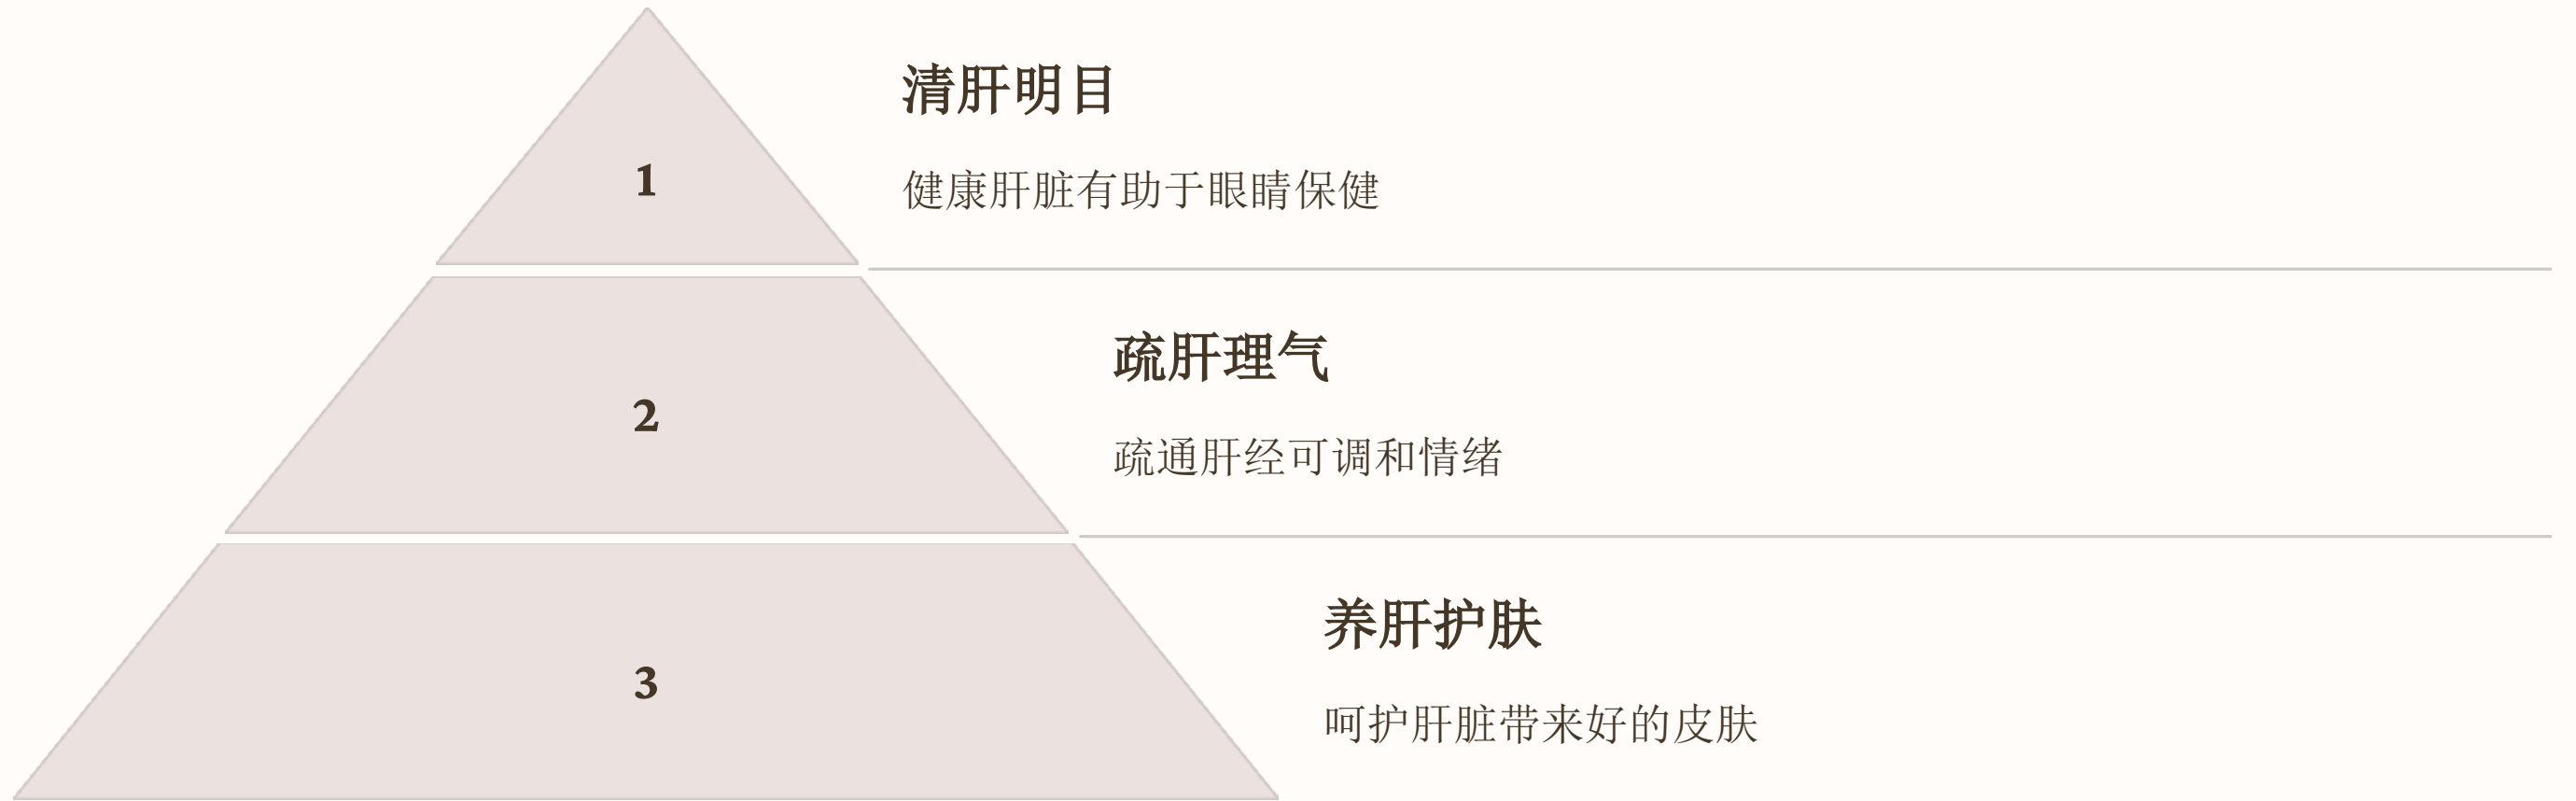 1
清肝明目
健康肝脏有助于眼睛保健
2
疏肝理气
疏通肝经可调和情绪
3
养肝护肤
呵护肝脏带来好的皮肤